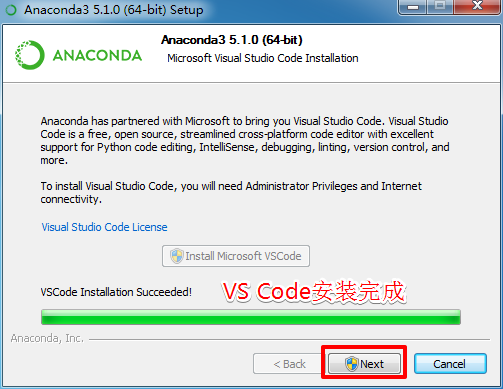 Anaconda3 5.1.0 (64-bit) Setup
ANACONDA
Anaconda3 5.1.0 (64-bit)
Microsoft Visual Studio Code Installation
Anaconda has partnered with Microsoft to bring you Visual Studio Code. Visual Studio
Code is a free, open source, streamlined cross-platform code editor with excellent
support for Python code editing, IntelliSense, debugging, linting, version control, and
more.
To install Visual Studio Code, you will need Administrator Privileges and Internet
connectivity.
Visual Studio Code License
Install Microsoft VSCode
VSCode Installation Succeeded!
VS Code安装完成
Anaconda, Inc.
< Back
Next
Cancel